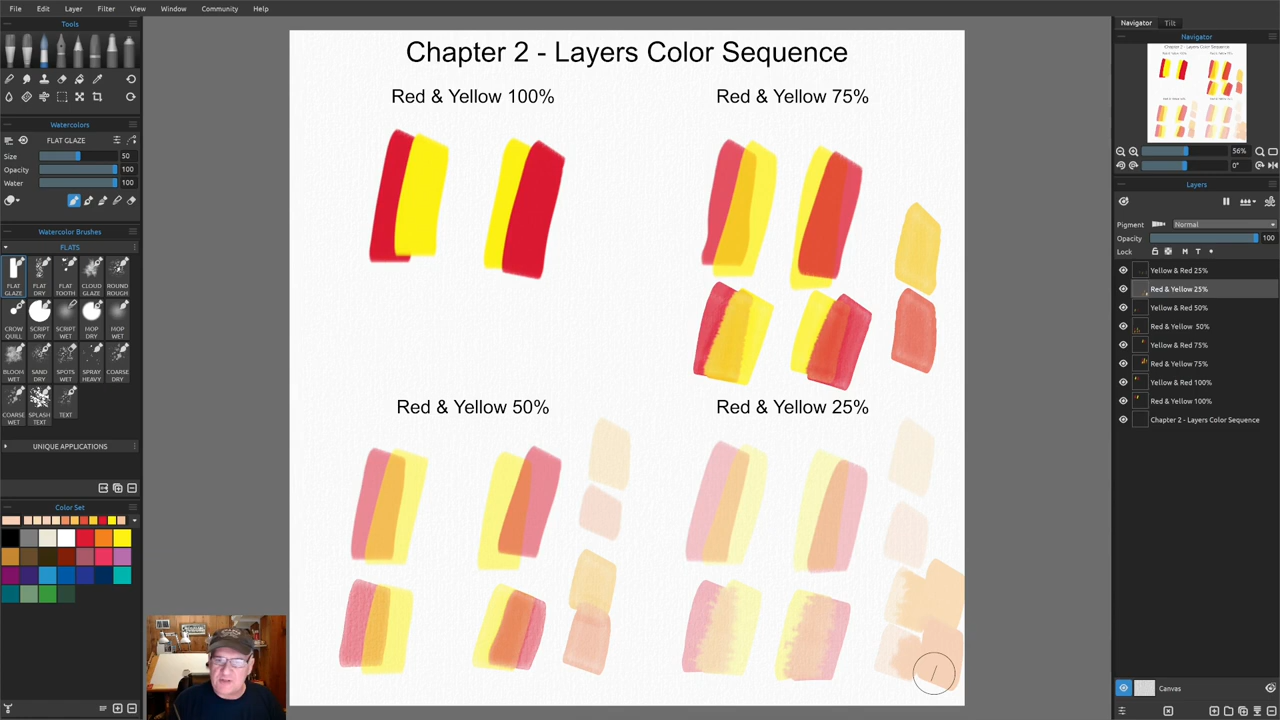 File Edit Layer Filter Select View Window Community Help
Tools
Watercolors
FLAT GLAZE
Size 50
Opacity 100
Water 100
Watercolor Brushes
FLATS
FLAT GLAZE FLAT DRY FLAT TOOTH CLOUD GLAZE ROUND ROUGH
CROW QUILL SCRIPT DRY SCRIPT WET MOP DRY MOP WET
BLOOM WET SAND DRY SPOTS WET SPRAY HEAVY COARSE DRY
COARSE WET SPLASH TEXT TEXT
UNIQUE APPLICATIONS
Color Set
Chapter 2 - Layers Color Sequence
Red & Yellow 100%
Red & Yellow 75%
Red & Yellow 50%
Red & Yellow 25%
Navigator Tilt
Navigator
56%
0°
Layers
Pigment Normal
Opacity 100
Lock M T
Yellow & Red 25%
Red & Yellow 25%
Yellow & Red 50%
Red & Yellow 50%
Yellow & Red 75%
Red & Yellow 75%
Yellow & Red 100%
Red & Yellow 100%
Chapter 2 - Layers Color Sequence
Canvas